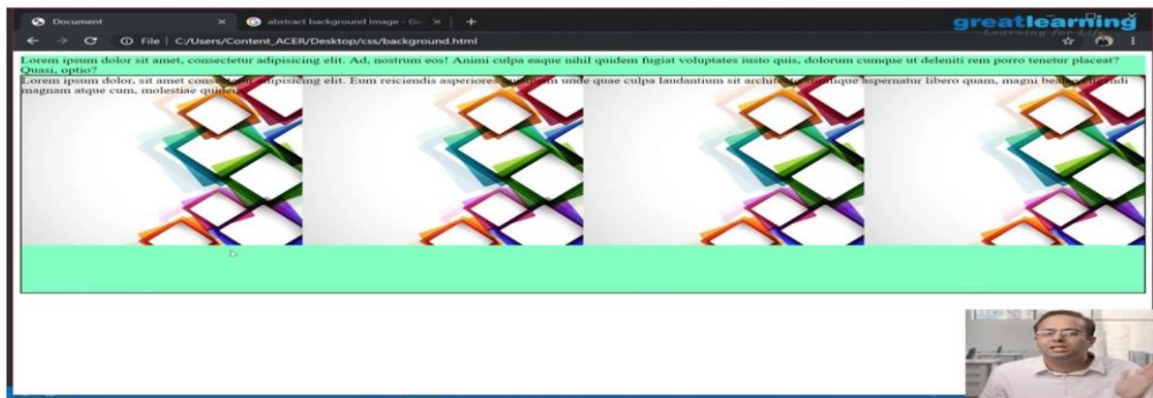 Document
abstract background image - Go
greatlearning
Learning for Life
File | C:/Users/Content_ACER/Desktop/css/background.html
Lorem ipsum dolor sit amet, consectetur adipisicing elit. Ad, nostrum eos! Animi culpa eaque nihil quidem fugiat voluptates iusto quis, dolorum cumque ut deleniti rem porro tenetur placeat?
Quasi, optio?
Lorem ipsum dolor, sit amet adipisicing elit. Eum reiciendis asperiores unde quae culpa laudantium sit aspernatur libero quam, magni
magnam atque cum, molestiae